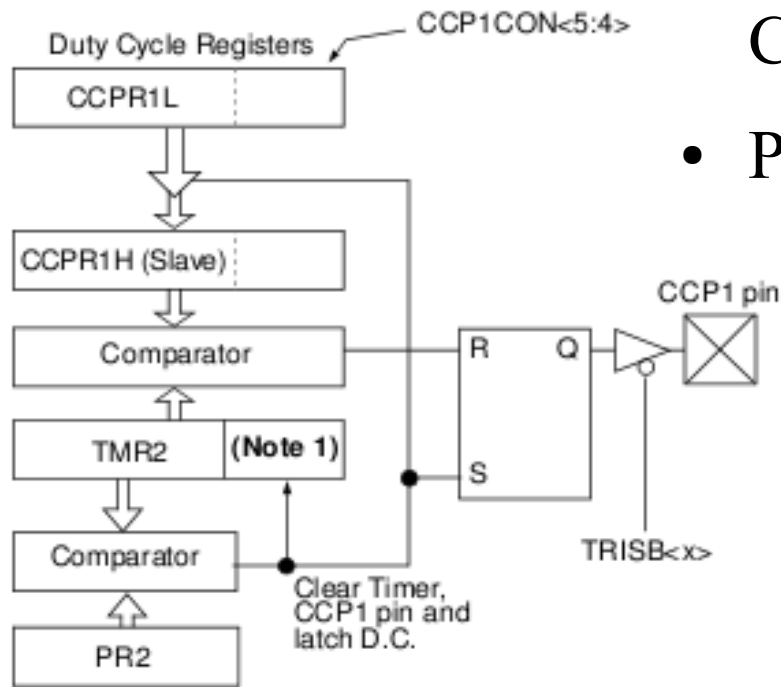 CCP1CON<5:4>
Duty Cycle Registers
CCPR1L
CCPR1H (Slave)
Comparator
TMR2
(Note 1)
Comparator
PR2
Clear Timer,
CCP1 pin and
latch D.C.
R
Q
S
CCP1 pin
TRISB<x>
C
• P